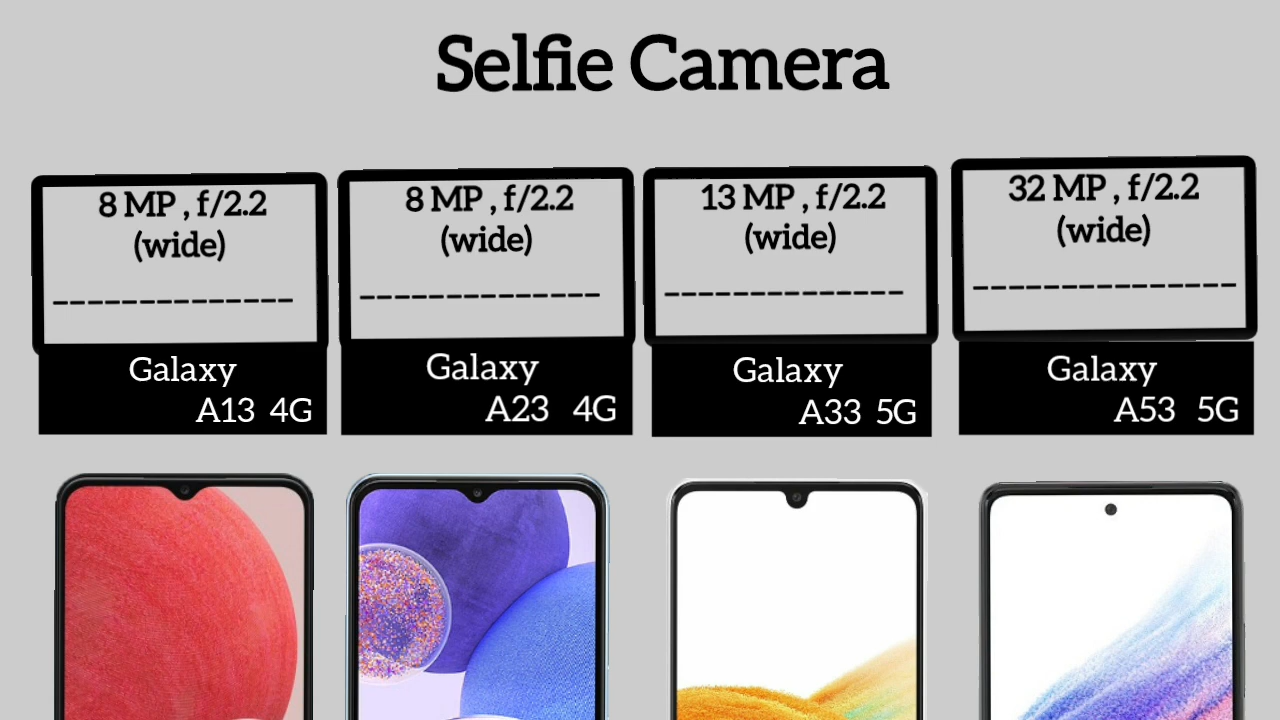 Selfie Camera
8 MP , f/2.2
(wide)
--------------
Galaxy
A13 4G
8 MP , f/2.2
(wide)
--------------
Galaxy
A23 4G
13 MP , f/2.2
(wide)
--------------
Galaxy
A33 5G
32 MP , f/2.2
(wide)
---------------
Galaxy
A53 5G